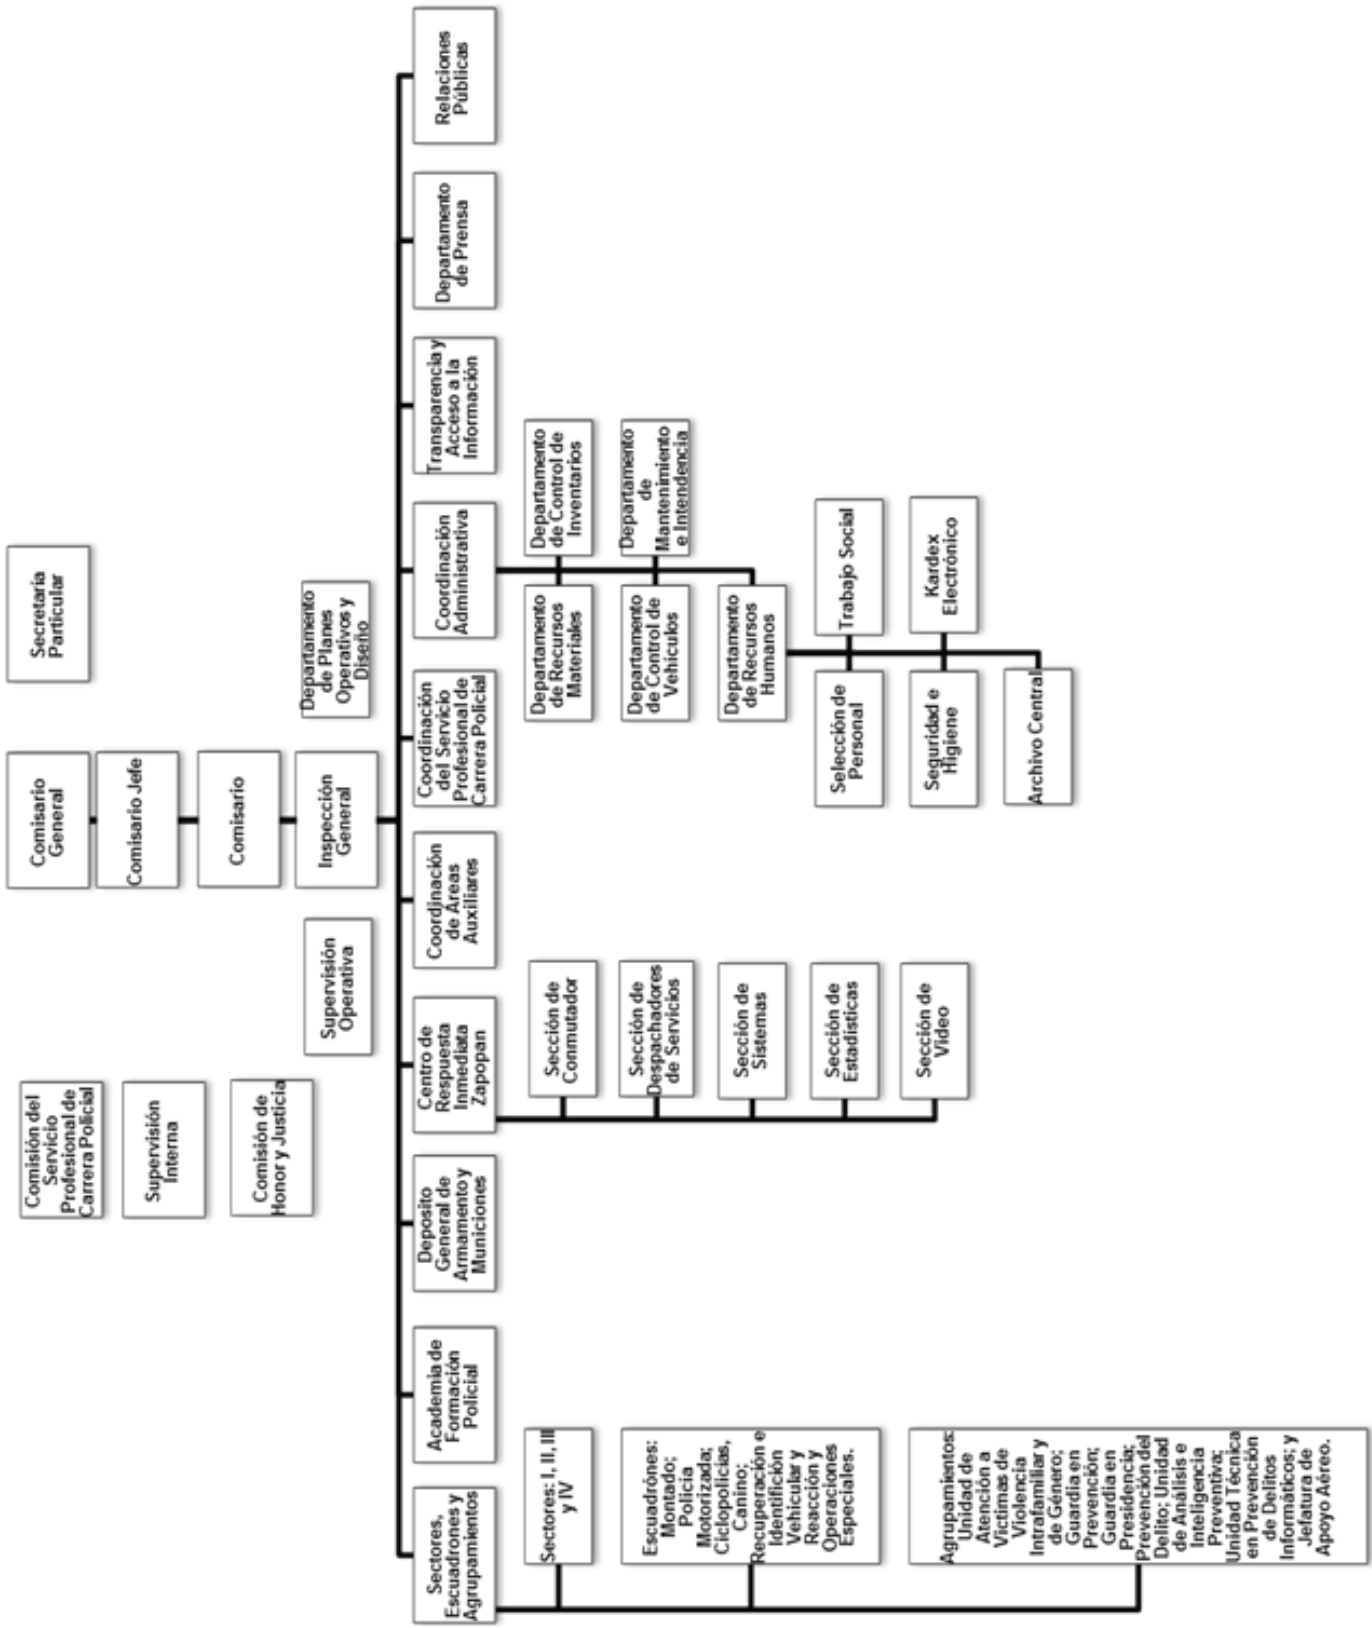 Comisario
General
Secretaría
Particular
Comisario Jefe
Comisario
Inspección
General
Comisión del
Servicio
Profesional de
Carrera Policial
Supervisión
Interna
Comisión de
Honor y Justicia
Supervisión
Operativa
Departamento
de Planes
Operativos y
Diseño
Sectores,
Escuadrones y
Agrupamientos
Academia de
Formación
Policial
Deposito
General de
Armamento y
Municiones
Centro de
Respuesta
Inmediata
Zapopan
Coordinación
de Areas
Auxiliares
Coordinación
del Servicio
Profesional de
Carrera Policial
Coordinación
Administrativa
Transparencia y
Acceso a la
Información
Departamento
de Prensa
Relaciones
Públicas
Sectores: I, II, III
y IV
Escuadrónes:
Montado;
Policía
Motorizada;
Ciclopolicías,
Canino;
Recuperación e
Identifición
Vehicular y
Reacción y
Operaciones
Especiales.
Agrupamientos:
Unidad de
Atención a
Victimas de
Violencia
Intrafamiliar y
de Género;
Guardia en
Prevención;
Guardia en
Presidencia;
Prevención del
Delito; Unidad
de Análisis e
Inteligencia
Preventiva;
Unidad Técnica
en Prevención
de Delitos
Informáticos; y
Jefatura de
Apoyo Aéreo.
Sección de
Conmutador
Sección de
Despachadores
de Servicios
Sección de
Sistemas
Sección de
Estadísticas
Sección de
Video
Departamento
de Recursos
Materiales
Departamento
de Control de
Inventarios
Departamento
de Control de
Vehículos
Departamento
de
Mantenimiento
e Intendencia
Departamento
de Recursos
Humanos
Selección de
Personal
Trabajo Social
Seguridad e
Higiene
Kardex
Electrónico
Archivo Central